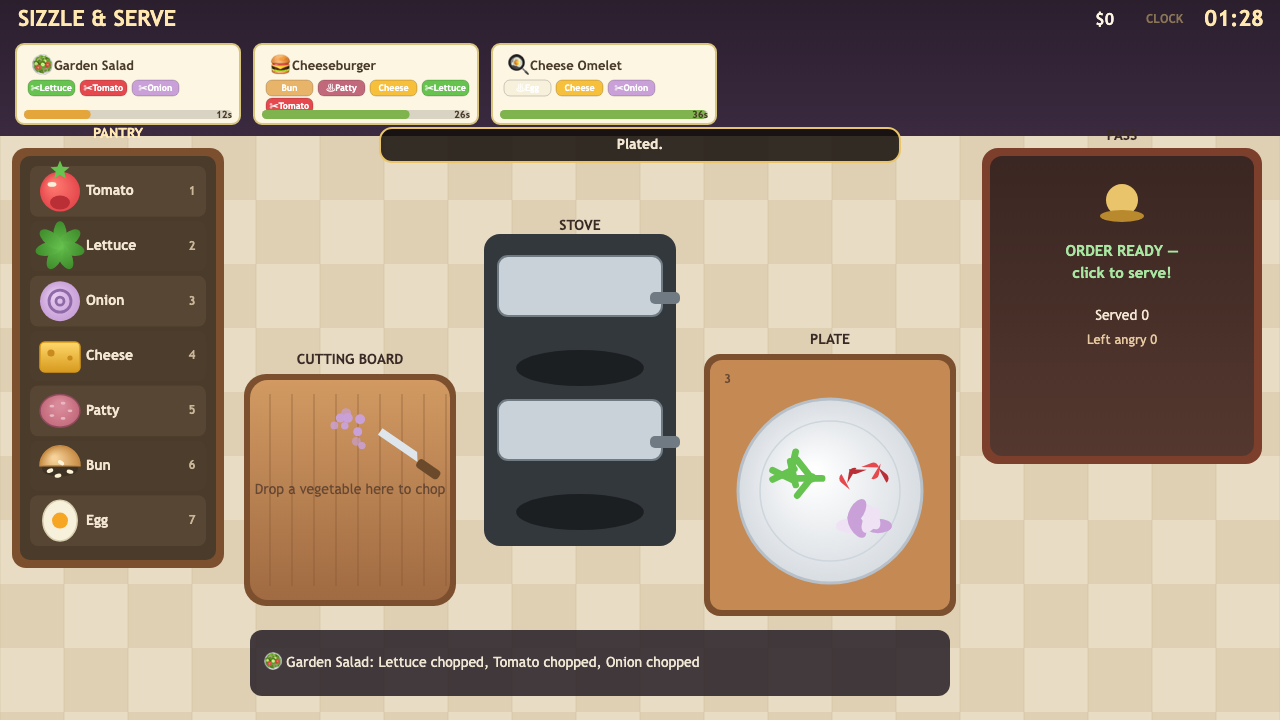 SIZZLE & SERVE
$0 CLOCK 01:28
Garden Salad
✂Lettuce ✂Tomato ✂Onion
12s
Cheeseburger
Bun ♨Patty Cheese ✂Lettuce
✂Tomato
26s
Cheese Omelet
♨Egg Cheese ✂Onion
36s
Plated.
PANTRY
Tomato 1
Lettuce 2
Onion 3
Cheese 4
Patty 5
Bun 6
Egg 7
CUTTING BOARD
Drop a vegetable here to chop
STOVE
PLATE
3
PASS
ORDER READY —
click to serve!
Served 0
Left angry 0
Garden Salad: Lettuce chopped, Tomato chopped, Onion chopped